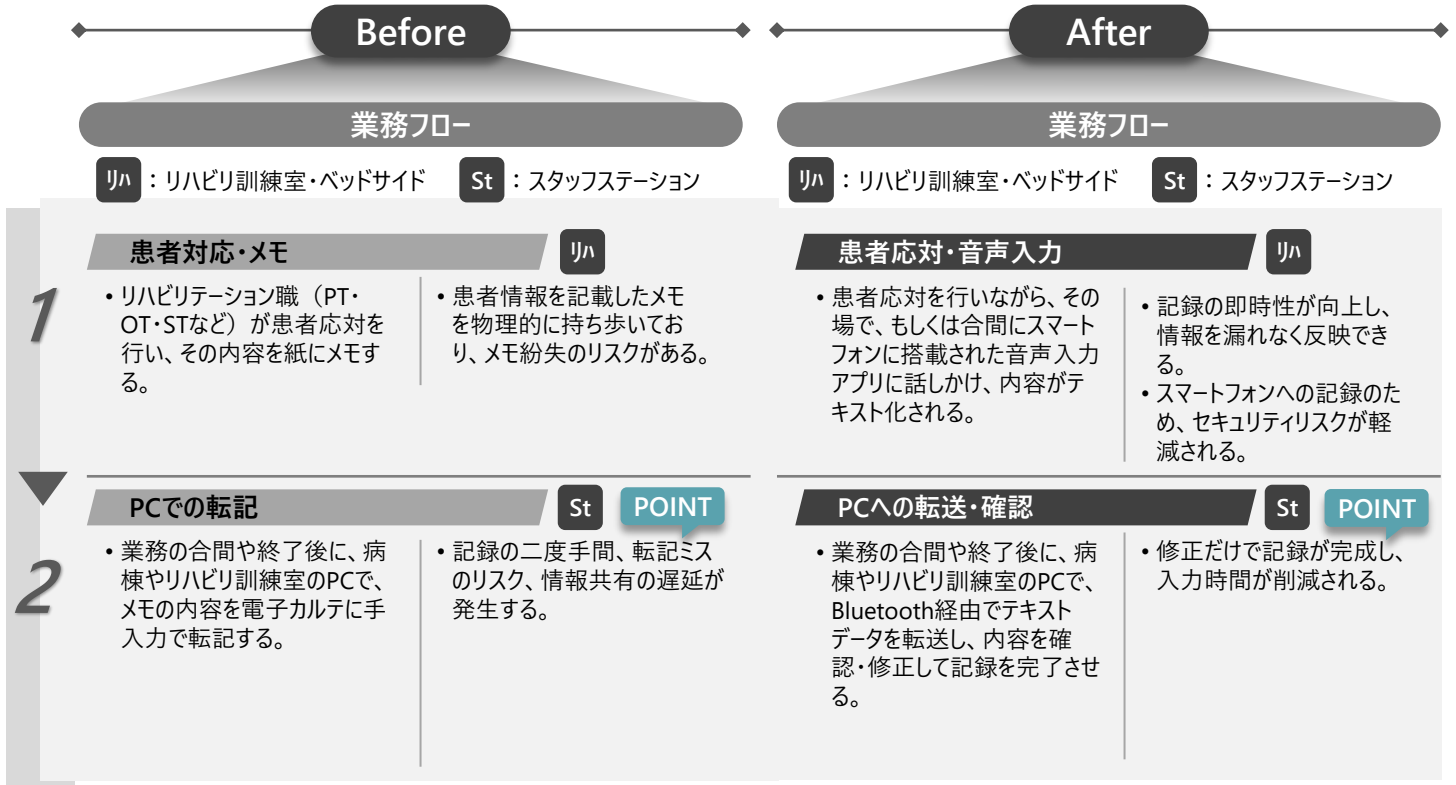 Before
業務フロー
リハ ：リハビリ訓練室・ベッドサイド St ：スタッフステーション
1
患者対応・メモ リハ
• リハビリテーション職（PT・
OT・STなど）が患者応対を
行い、その内容を紙にメモす
る。
• 患者情報を記載したメモ
を物理的に持ち歩いてお
り、メモ紛失のリスクがある。
2
PCでの転記 St POINT
• 業務の合間や終了後に、病
棟やリハビリ訓練室のPCで、
メモの内容を電子カルテに手
入力で転記する。
• 記録の二度手間、転記ミス
のリスク、情報共有の遅延が
発生する。
After
業務フロー
リハ ：リハビリ訓練室・ベッドサイド St ：スタッフステーション
患者応対・音声入力 リハ
• 患者応対を行いながら、その
場で、もしくは合間にスマート
フォンに搭載された音声入力
アプリに話しかけ、内容がテ
キスト化される。
• 記録の即時性が向上し、
情報を漏れなく反映でき
る。
• スマートフォンへの記録のた
め、セキュリティリスクが軽
減される。
PCへの転送・確認 St POINT
• 業務の合間や終了後に、病
棟やリハビリ訓練室のPCで、
Bluetooth経由でテキスト
データを転送し、内容を確
認・修正して記録を完了させ
る。
• 修正だけで記録が完成し、
入力時間が削減される。